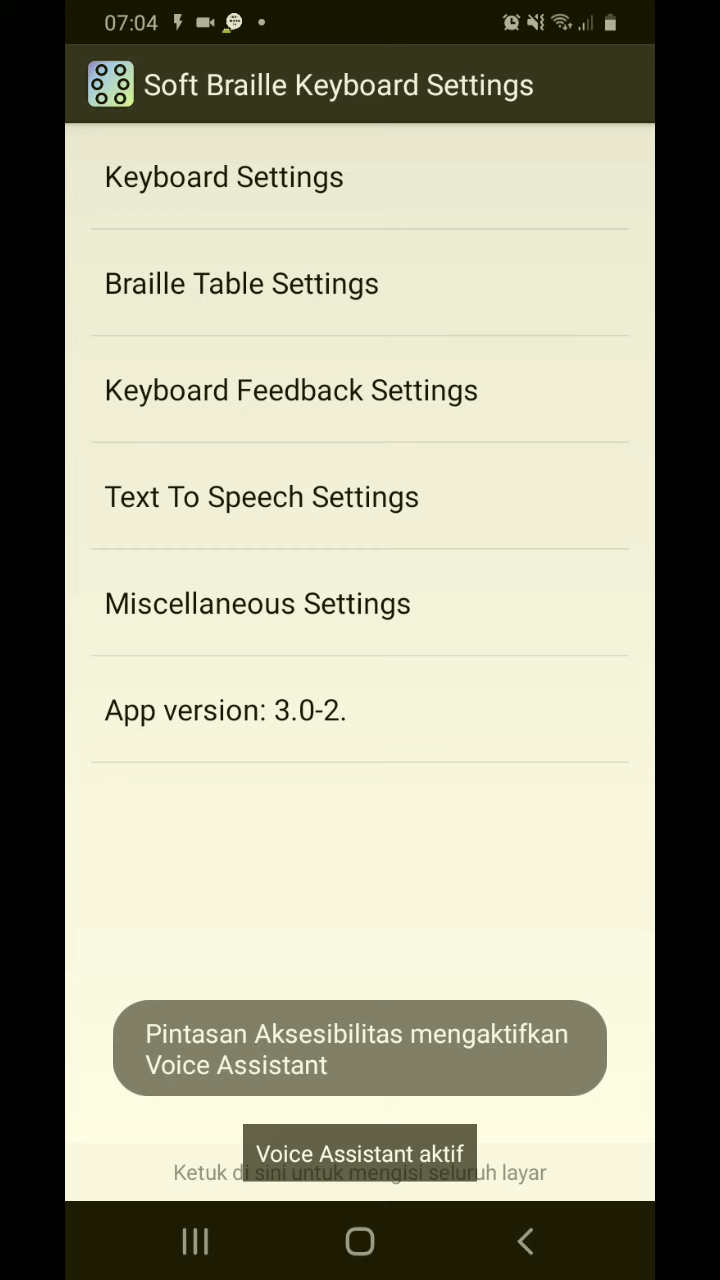 07:04
Soft Braille Keyboard Settings
Keyboard Settings
Braille Table Settings
Keyboard Feedback Settings
Text To Speech Settings
Miscellaneous Settings
App version: 3.0-2.
Pintasan Aksesibilitas mengaktifkan
Voice Assistant
Voice Assistant aktif
Ketuk di sini untuk mengisi seluruh layar